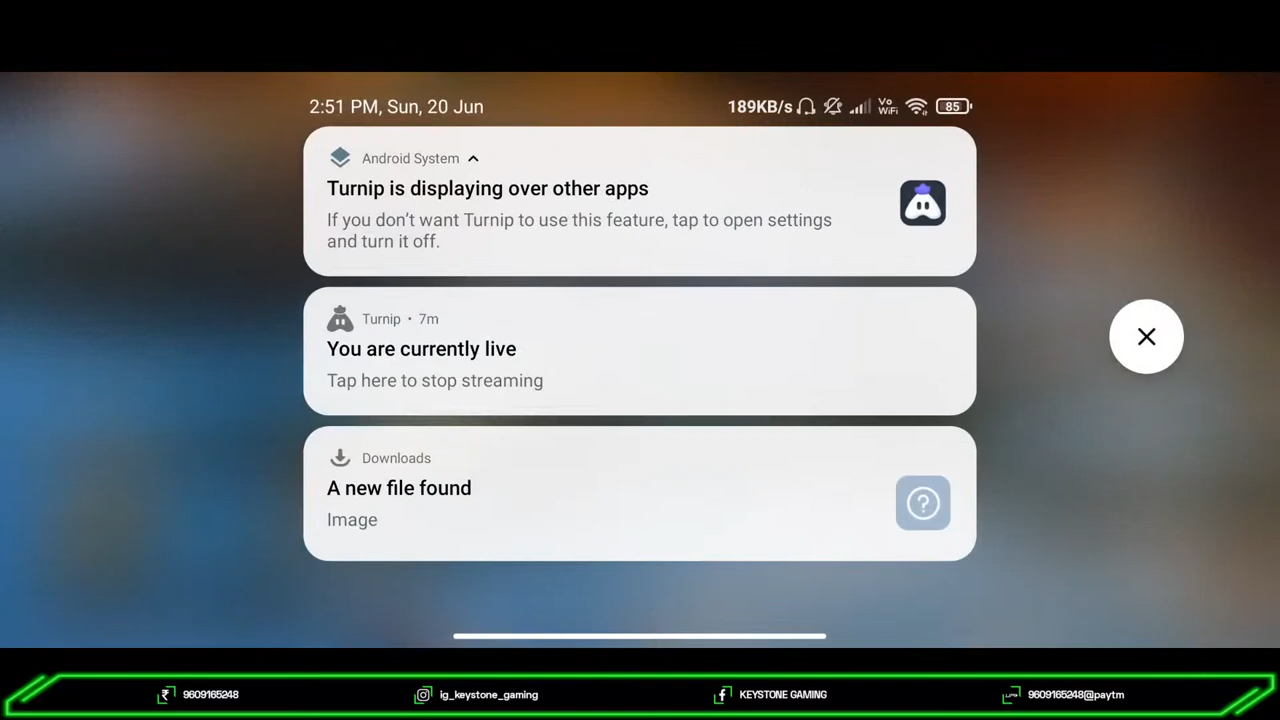 2:51 PM, Sun, 20 Jun 189KB/s Vo WiFi 85
Android System
Turnip is displaying over other apps
If you don't want Turnip to use this feature, tap to open settings
and turn it off.
Turnip • 7m
You are currently live
Tap here to stop streaming
Downloads
A new file found
Image
₹ 9609165248 ig_keystone_gaming KEYSTONE GAMING 9609165248@paytm